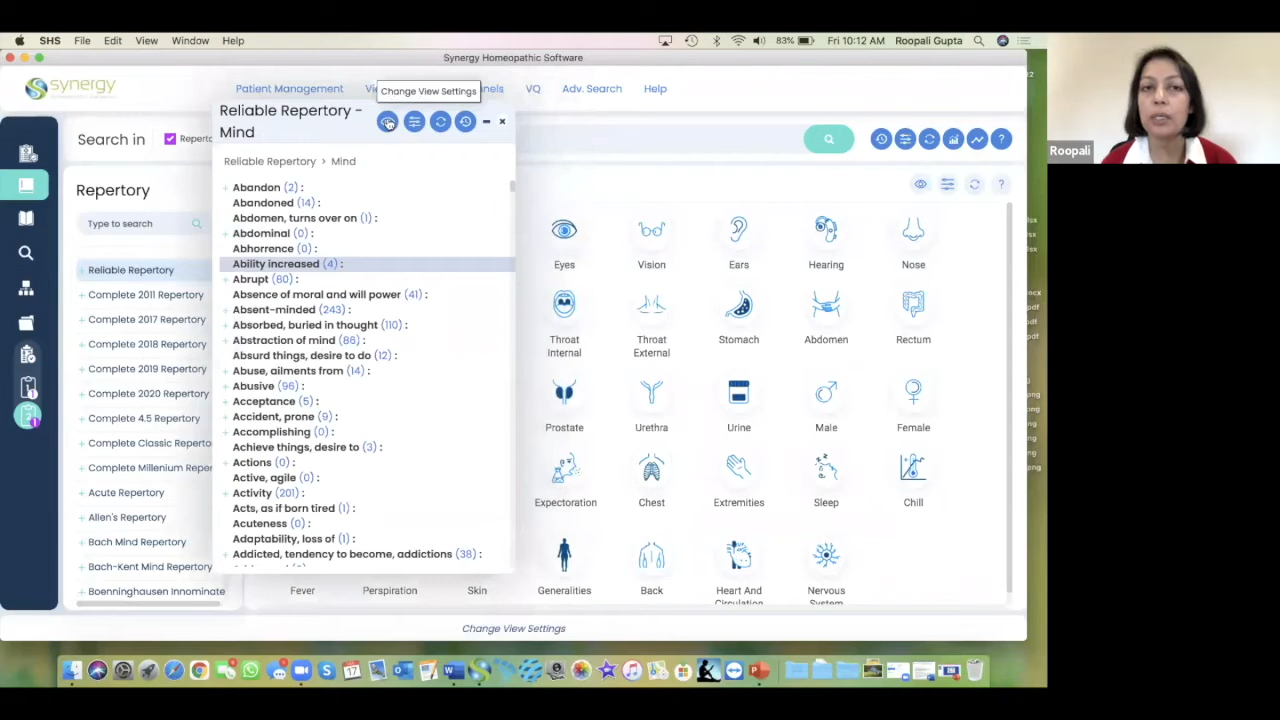 SHS File Edit View Window Help 83% Fri 10:12 AM Roopali Gupta
Synergy Homeopathic Software
synergy
Patient Management Adv. Search VQ Help
Change View Settings
Search in
Reliable Repertory -
Mind
Reliable Repertory > Mind
Repertory
Type to search
Reliable Repertory
+ Complete 2011 Repertory
+ Complete 2017 Repertory
+ Complete 2018 Repertory
+ Complete 2019 Repertory
+ Complete 2020 Repertory
+ Complete 4.5 Repertory
+ Complete Classic Reperto
+ Complete Millenium Reper
+ Acute Repertory
+ Allen's Repertory
+ Bach Mind Repertory
+ Bach-Kent Mind Repertory
+ Boenninghausen Innominate
+ Abandon (2) :
Abandoned (14) :
Abdomen, turns over on (1) :
+ Abdominal (0) :
Abhorrence (0) :
Ability increased (4) :
+ Abrupt (80) :
Absence of moral and will power (41) :
+ Absent-minded (243) :
+ Absorbed, buried in thought (110) :
+ Abstraction of mind (86) :
+ Absurd things, desire to do (12) :
+ Abuse, ailments from (14) :
+ Abusive (96) :
+ Acceptance (5) :
+ Accident, prone (9) :
+ Accomplishing (0) :
Achieve things, desire to (3) :
+ Actions (0) :
Active, agile (0) :
+ Activity (201) :
Acts, as if born tired (1) :
Acuteness (0) :
Adaptability, loss of (1) :
+ Addicted, tendency to become, addictions (38) :
Eyes Vision Ears Hearing Nose
Throat Internal Throat External Stomach Abdomen Rectum
Prostate Urethra Urine Male Female
Expectoration Chest Extremities Sleep Chill
Fever Perspiration Skin Generalities Back Heart And Circulation Nervous System
Change View Settings
Roopali